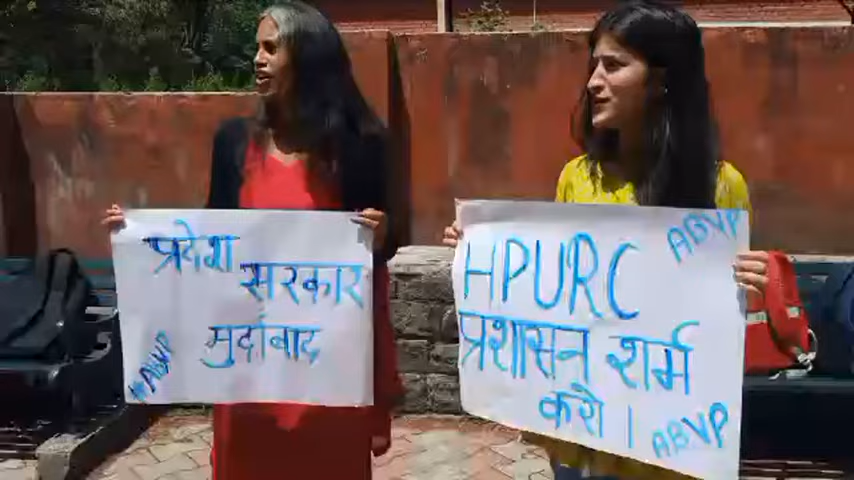 प्रदेश
सरकार
मुर्दाबाद
#ABVP
ABVP
HPURC
प्रशासन शर्म
करो।
ABVP